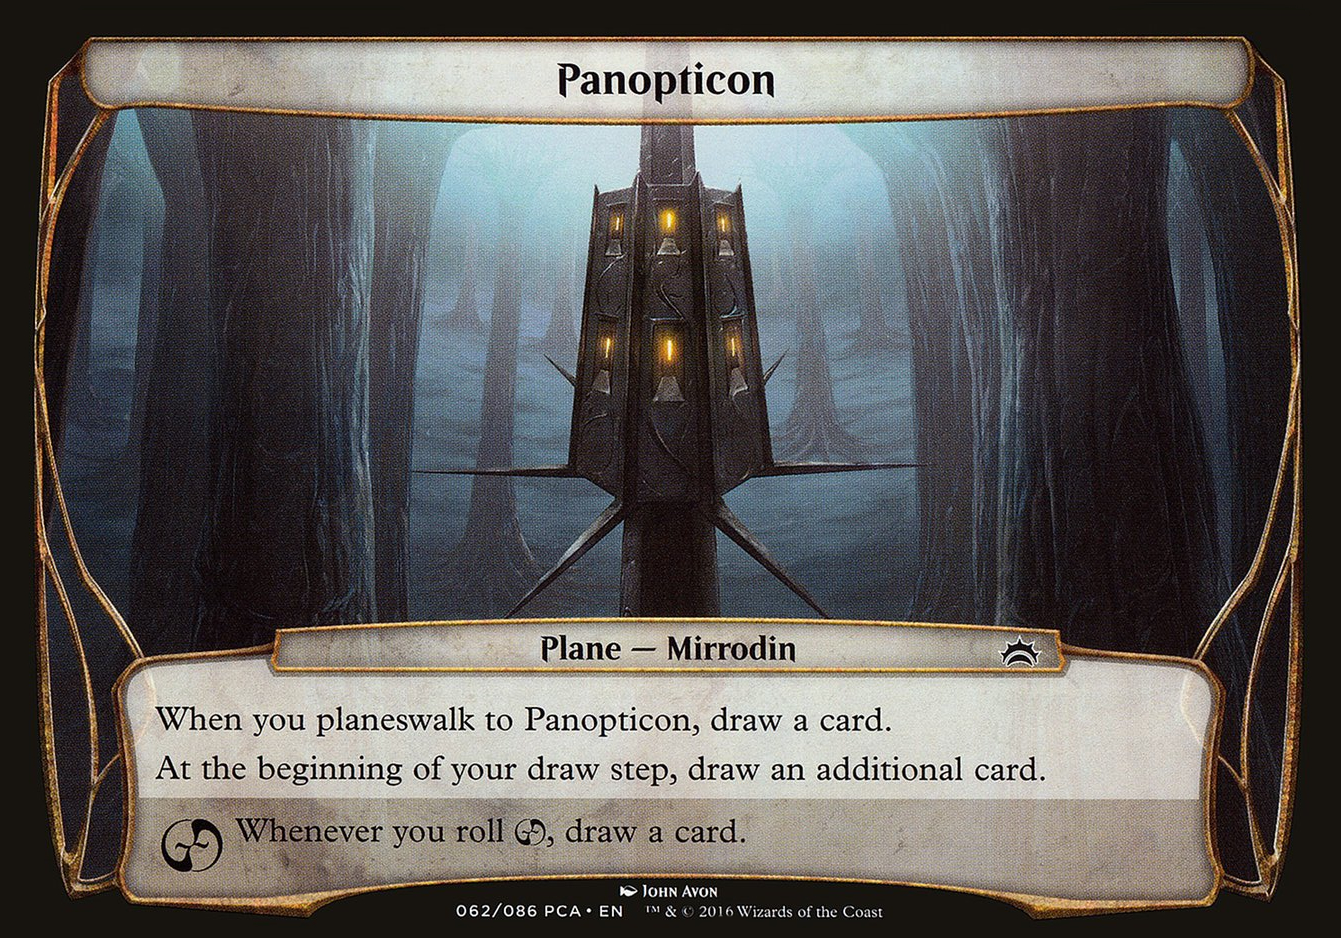 Panopticon
Plane — Mirrodin
When you planeswalk to Panopticon, draw a card.
At the beginning of your draw step, draw an additional card.
Whenever you roll , draw a card.
John Avon
062/086 PCA • EN ™ & © 2016 Wizards of the Coast